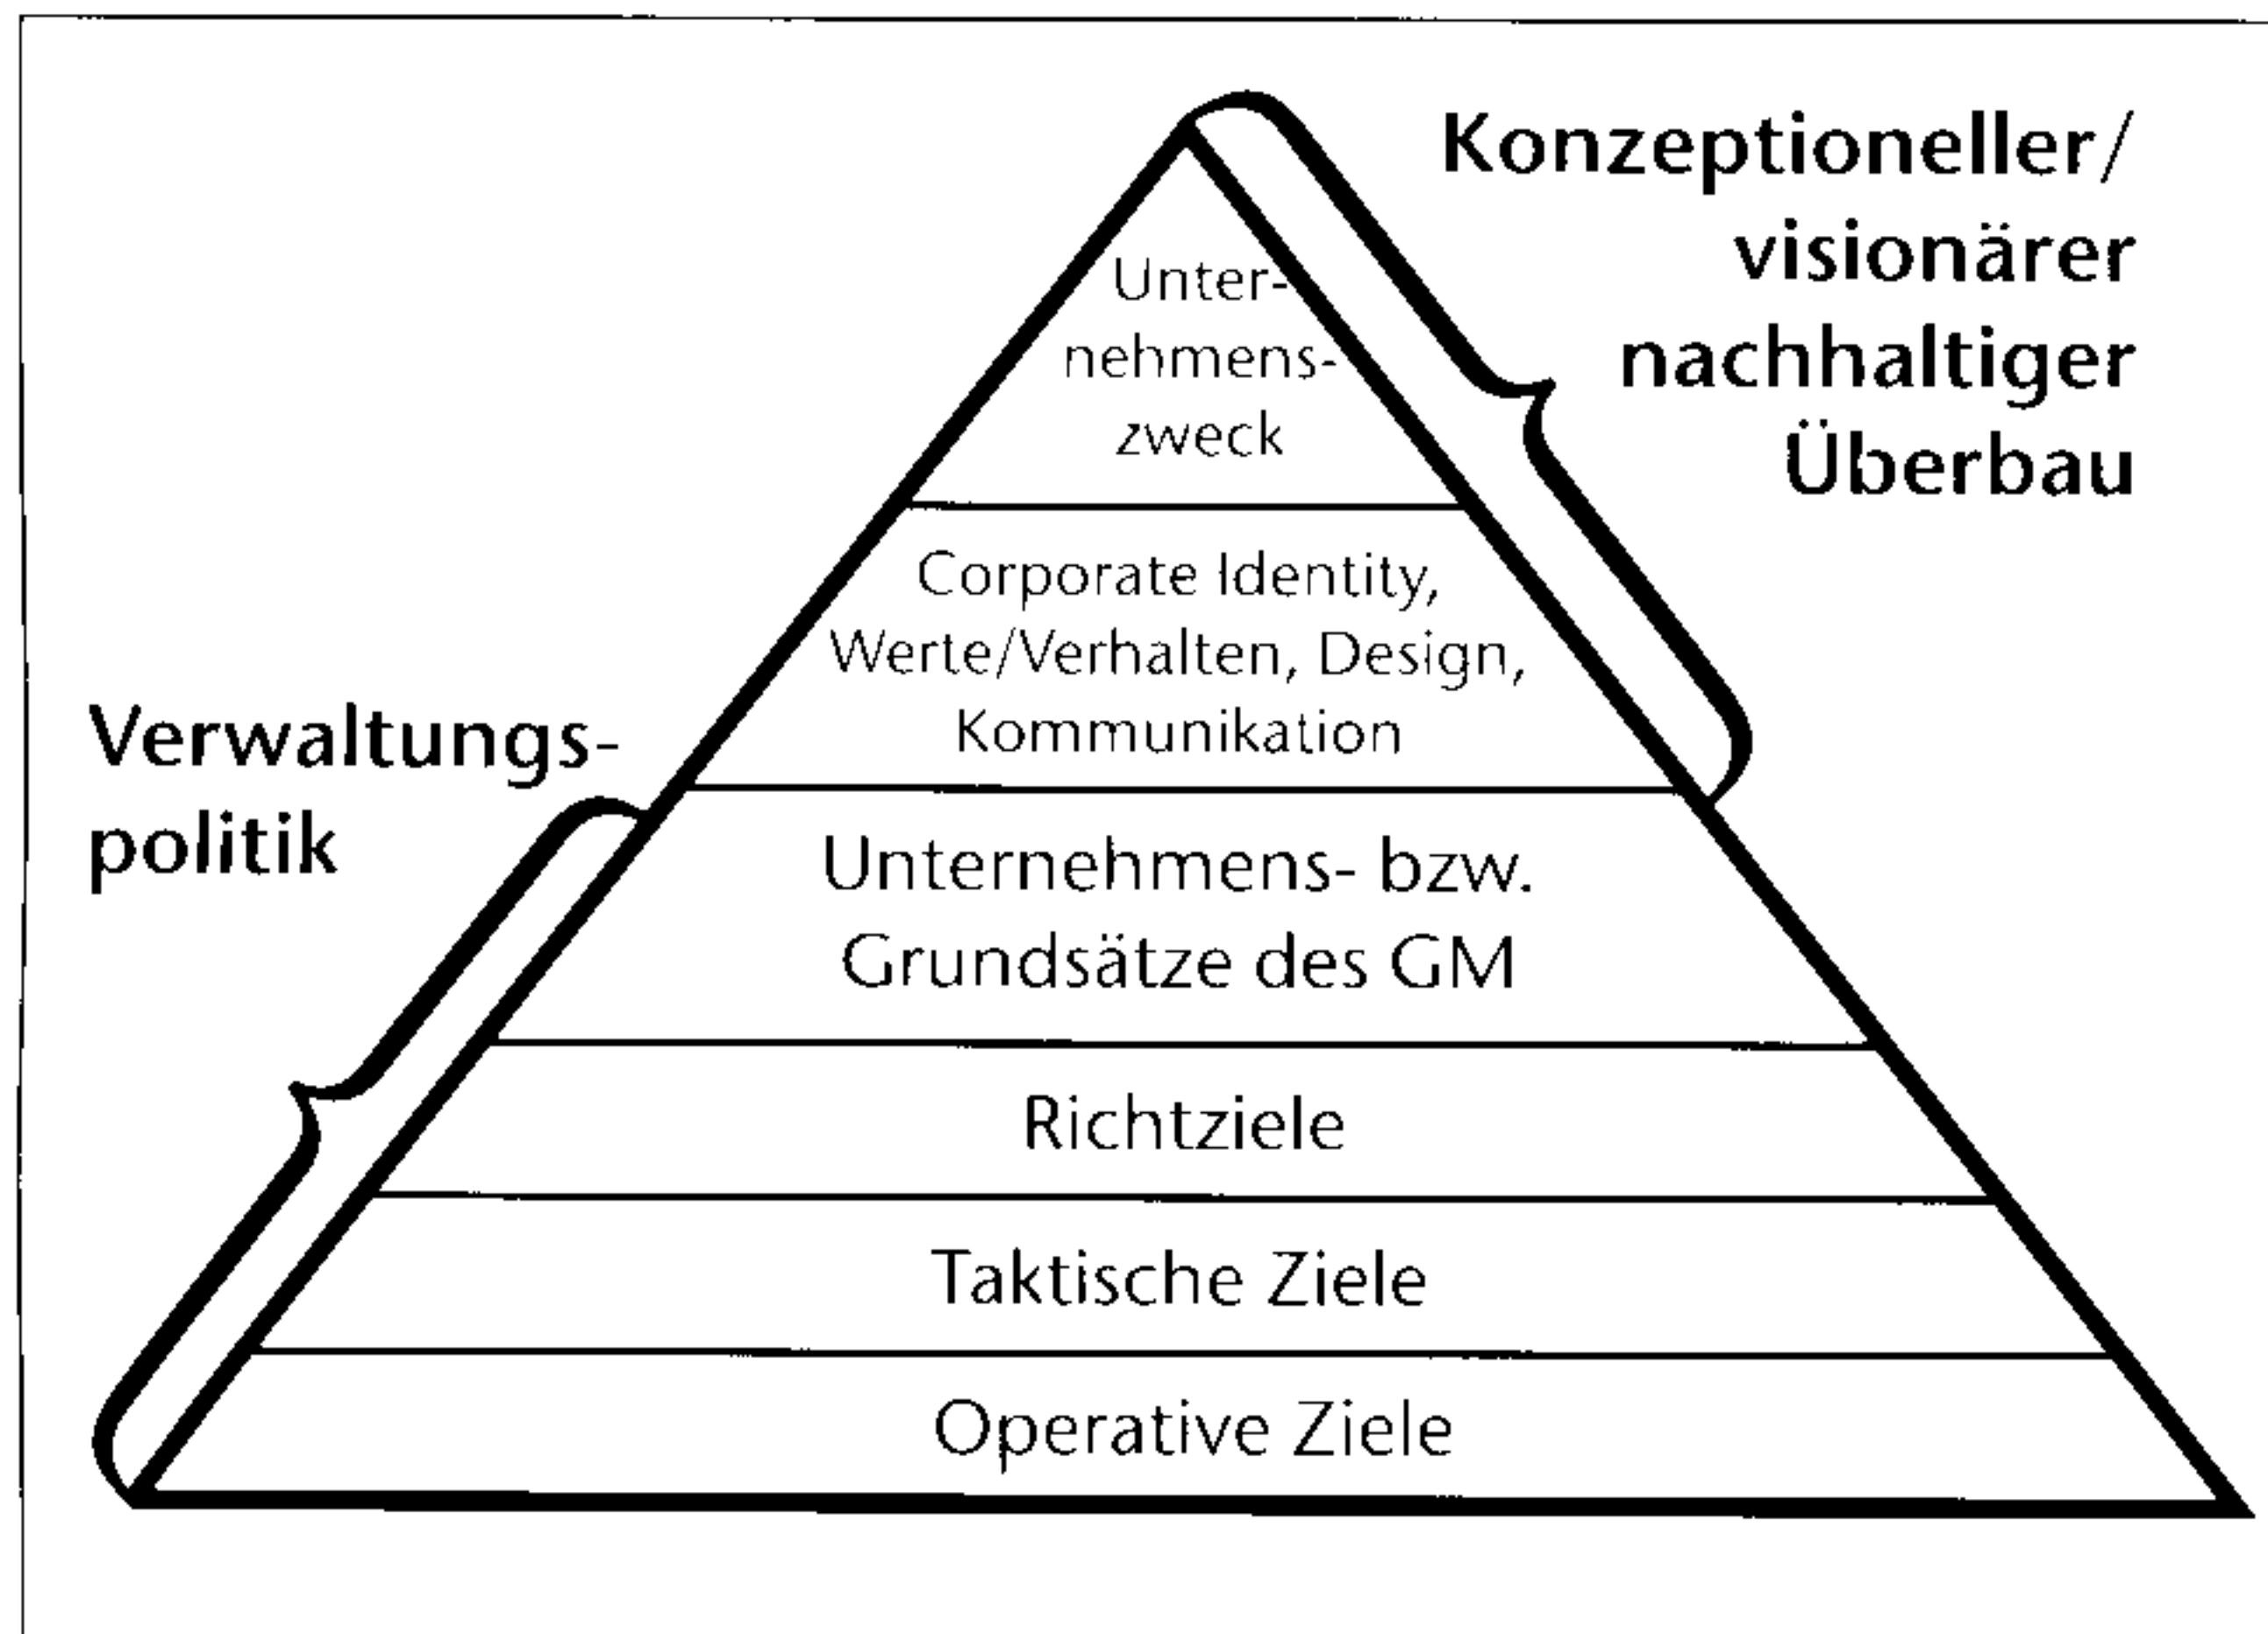 Konzeptioneller/
visionärer
nachhaltiger
Überbau
Unter-
nehmens-
zweck
Corporate Identity,
Werte/Verhalten, Design,
Kommunikation
Verwaltungs-
politik
Unternehmens- bzw.
Grundsätze des GM
Richtziele
Taktische Ziele
Operative Ziele